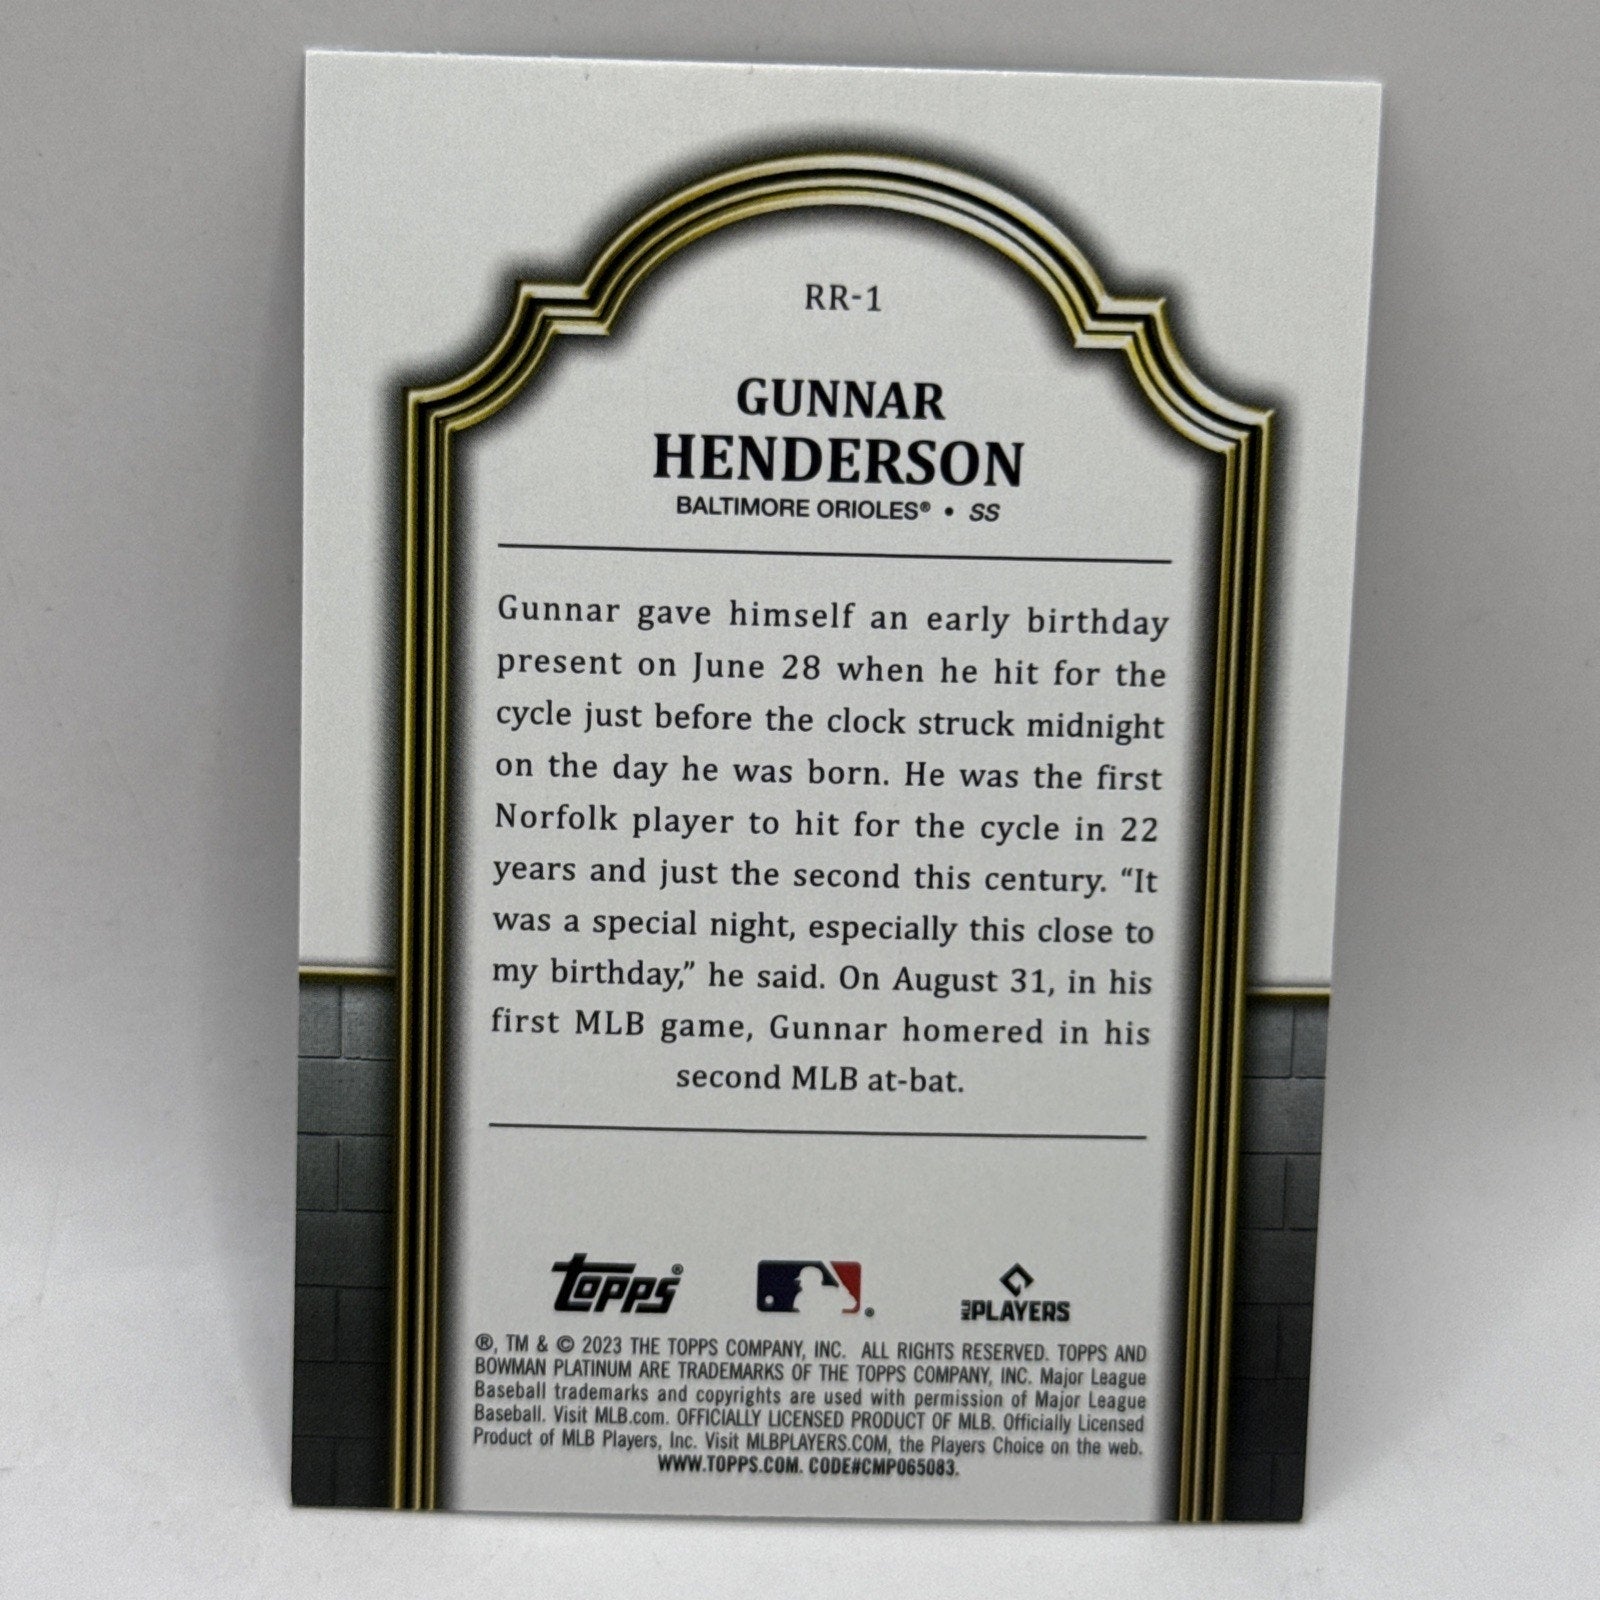 RR-1
GUNNAR
HENDERSON
BALTIMORE ORIOLES® • SS
Gunnar gave himself an early birthday
present on June 28 when he hit for the
cycle just before the clock struck midnight
on the day he was born. He was the first
Norfolk player to hit for the cycle in 22
years and just the second this century. “It
was a special night, especially this close to
my birthday,” he said. On August 31, in his
first MLB game, Gunnar homered in his
second MLB at-bat.
topps®
®
MLB PLAYERS
®, TM & © 2023 THE TOPPS COMPANY, INC. ALL RIGHTS RESERVED. TOPPS AND
BOWMAN PLATINUM ARE TRADEMARKS OF THE TOPPS COMPANY, INC. Major League
Baseball trademarks and copyrights are used with permission of Major League
Baseball. Visit MLB.com. OFFICIALLY LICENSED PRODUCT OF MLB. Officially Licensed
Product of MLB Players, Inc. Visit MLBPLAYERS.COM, the Players Choice on the web.
WWW.TOPPS.COM. CODE#CMP065083.